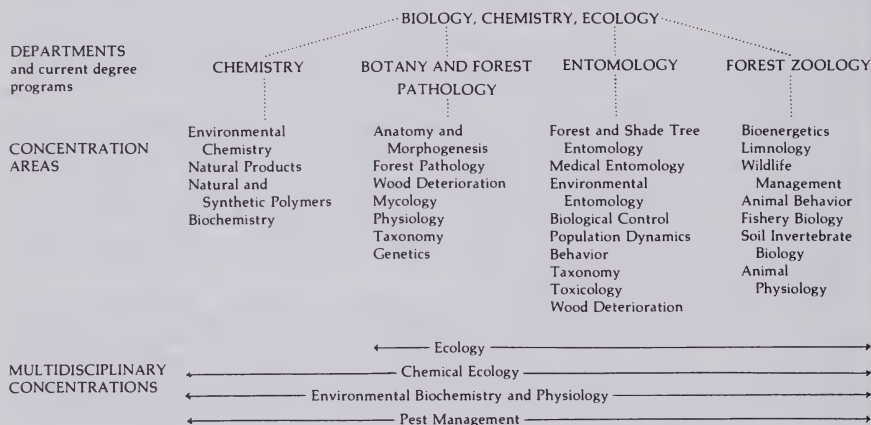 BIOLOGY, CHEMISTRY, ECOLOGY
DEPARTMENTS
and current degree
programs
CHEMISTRY
BOTANY AND FOREST
PATHOLOGY
ENTOMOLOGY
FOREST ZOOLOGY
CONCENTRATION
AREAS
Environmental
Chemistry
Natural Products
Natural and
Synthetic Polymers
Biochemistry
Anatomy and
Morphogenesis
Forest Pathology
Wood Deterioration
Mycology
Physiology
Taxonomy
Genetics
Forest and Shade Tree
Entomology
Medical Entomology
Environmental
Entomology
Biological Control
Population Dynamics
Behavior
Taxonomy
Toxicology
Wood Deterioration
Bioenergetics
Limnology
Wildlife
Management
Animal Behavior
Fishery Biology
Soil Invertebrate
Biology
Animal
Physiology
MULTIDISCIPLINARY
CONCENTRATIONS
Ecology
Chemical Ecology
Environmental Biochemistry and Physiology
Pest Management